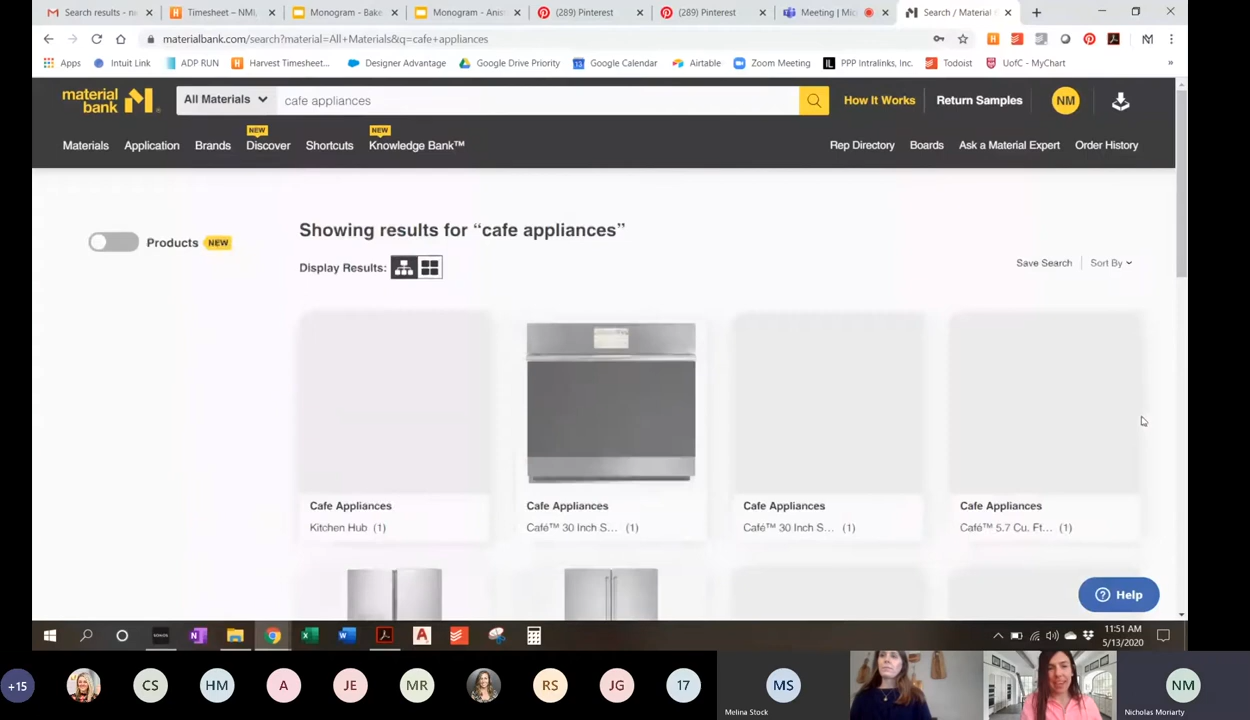 Search results - ne
Timesheet – NMI,
Monogram - Bake
Monogram - Anis
(289) Pinterest
(289) Pinterest
Meeting | Mic
Search / Material
materialbank.com/search?material=All+Materials&q=cafe+appliances
Apps
Intuit Link
ADP RUN
Harvest Timesheet...
Designer Advantage
Google Drive Priority
Google Calendar
Airtable
Zoom Meeting
PPP Intralinks, Inc.
Todoist
UofC - MyChart
material bank
All Materials
cafe appliances
How It Works
Return Samples
NM
NEW
NEW
Materials
Application
Brands
Discover
Shortcuts
Knowledge Bank™
Rep Directory
Boards
Ask a Material Expert
Order History
Showing results for “cafe appliances”
Products NEW
Display Results:
Save Search
Sort By
Cafe Appliances
Kitchen Hub (1)
Cafe Appliances
Café™ 30 Inch S... (1)
Cafe Appliances
Café™ 30 Inch S... (1)
Cafe Appliances
Café™ 5.7 Cu. Ft... (1)
Help
11:51 AM
5/13/2020
+15
CS
HM
A
JE
MR
RS
JG
17
MS
NM
Melina Stock
Nicholas Moriarty